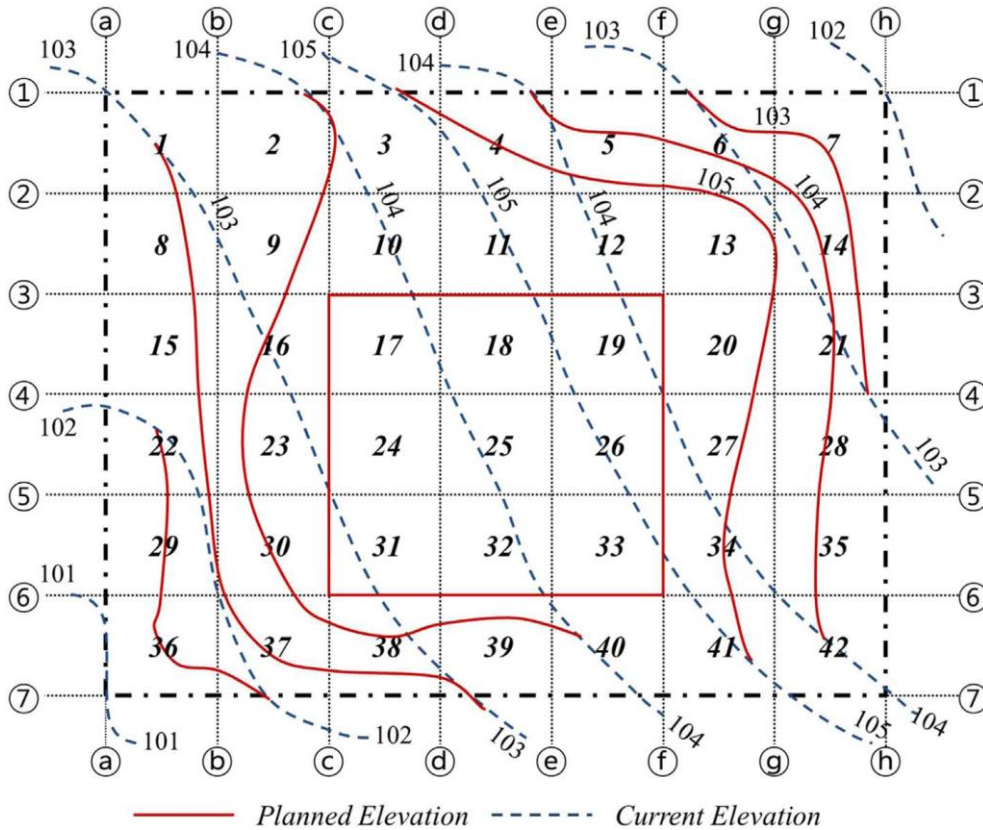 ⓐ ⓑ ⓒ ⓓ ⓔ ⓕ ⓖ ⓗ
103 104 105 104 103 102
① ①
103
1 2 3 4 5 6 7
② ②
103 104 105 104 105 104
8 9 10 11 12 13 14
③ ③
15 16 17 18 19 20 21
④ ④
102
22 23 24 25 26 27 28
103
⑤ ⑤
29 30 31 32 33 34 35
101
⑥ ⑥
36 37 38 39 40 41 42
⑦ ⑦
101 102 103 104 105 104
ⓐ ⓑ ⓒ ⓓ ⓔ ⓕ ⓖ ⓗ
Planned Elevation Current Elevation